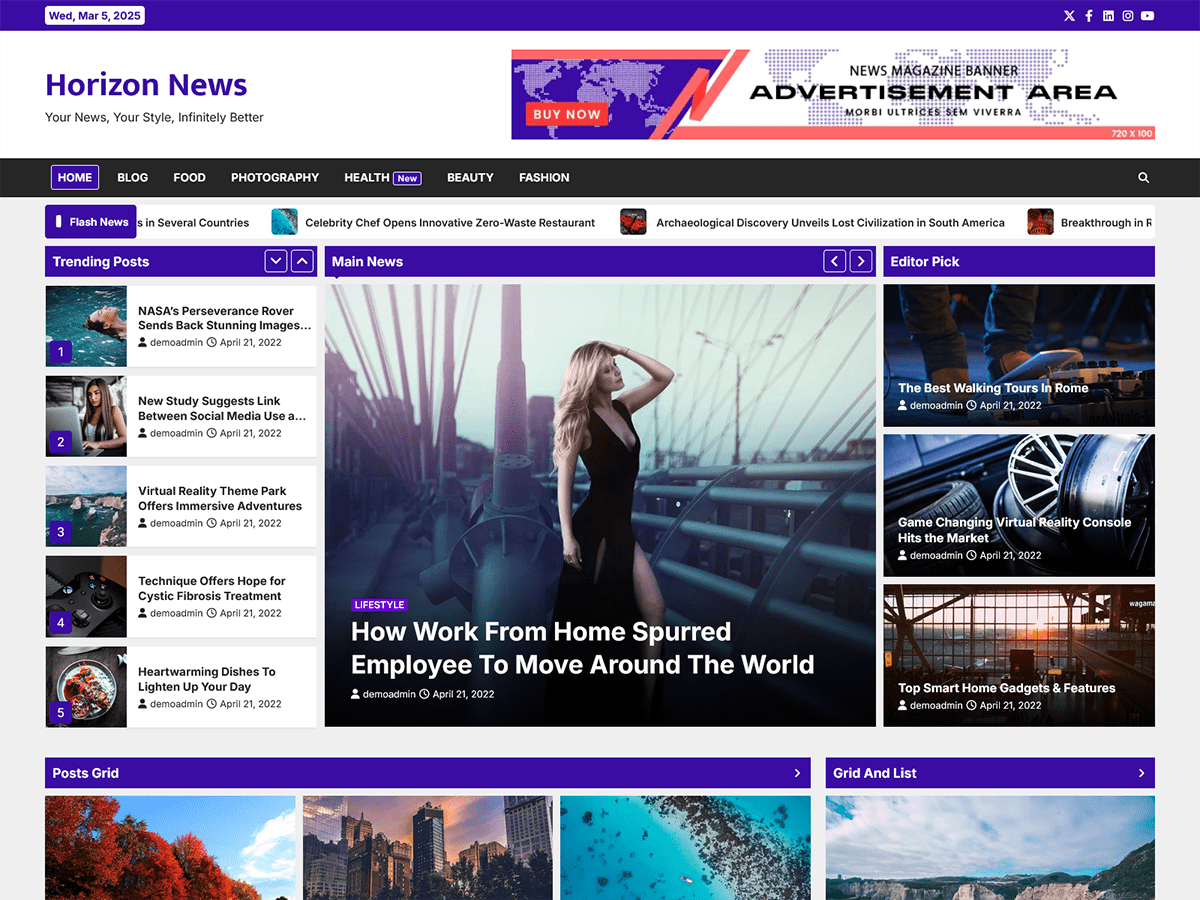 Wed, Mar 5, 2025
Horizon News
Your News, Your Style, Infinitely Better
NEWS MAGAZINE BANNER
ADVERTISEMENT AREA
MORBI ULTRICES SEM VIVERRA
BUY NOW
720 X 100
HOME BLOG FOOD PHOTOGRAPHY HEALTH New BEAUTY FASHION
Flash News s in Several Countries Celebrity Chef Opens Innovative Zero-Waste Restaurant Archaeological Discovery Unveils Lost Civilization in South America Breakthrough in R
Trending Posts
1
NASA's Perseverance Rover
Sends Back Stunning Images...
demoadmin April 21, 2022
2
New Study Suggests Link
Between Social Media Use a...
demoadmin April 21, 2022
3
Virtual Reality Theme Park
Offers Immersive Adventures
demoadmin April 21, 2022
4
Technique Offers Hope for
Cystic Fibrosis Treatment
demoadmin April 21, 2022
5
Heartwarming Dishes To
Lighten Up Your Day
demoadmin April 21, 2022
Main News
LIFESTYLE
How Work From Home Spurred
Employee To Move Around The World
demoadmin April 21, 2022
Editor Pick
The Best Walking Tours In Rome
demoadmin April 21, 2022
Game Changing Virtual Reality Console
Hits the Market
demoadmin April 21, 2022
wagama
Top Smart Home Gadgets & Features
demoadmin April 21, 2022
Posts Grid
Grid And List